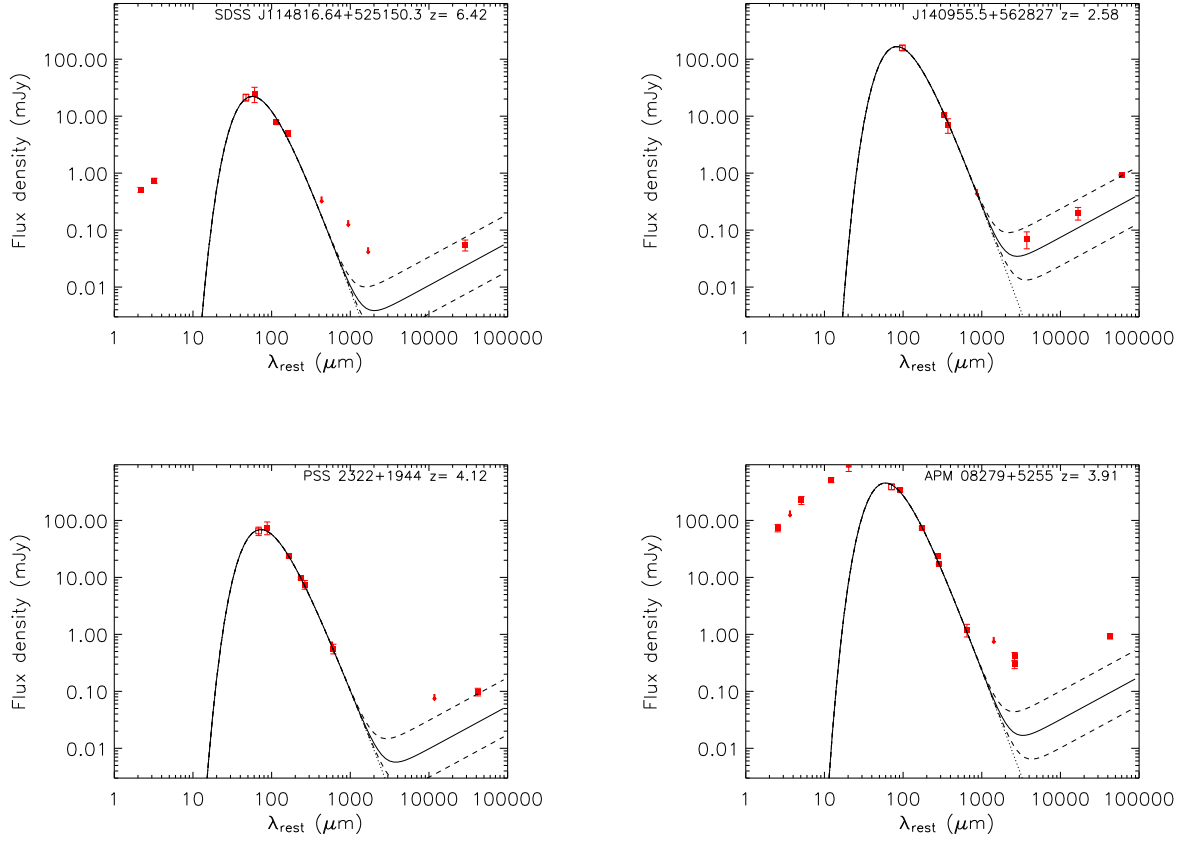 SDSS J114816.64+525150.3 z= 6.42
100.00
10.00
1.00
0.10
0.01
Flux density (mJy)
1 10 100 1000 10000 100000
λrest (μm)
J140955.5+562827 z= 2.58
100.00
10.00
1.00
0.10
0.01
Flux density (mJy)
1 10 100 1000 10000 100000
λrest (μm)
PSS 2322+1944 z= 4.12
100.00
10.00
1.00
0.10
0.01
Flux density (mJy)
1 10 100 1000 10000 100000
λrest (μm)
APM 08279+5255 z= 3.91
100.00
10.00
1.00
0.10
0.01
Flux density (mJy)
1 10 100 1000 10000 100000
λrest (μm)